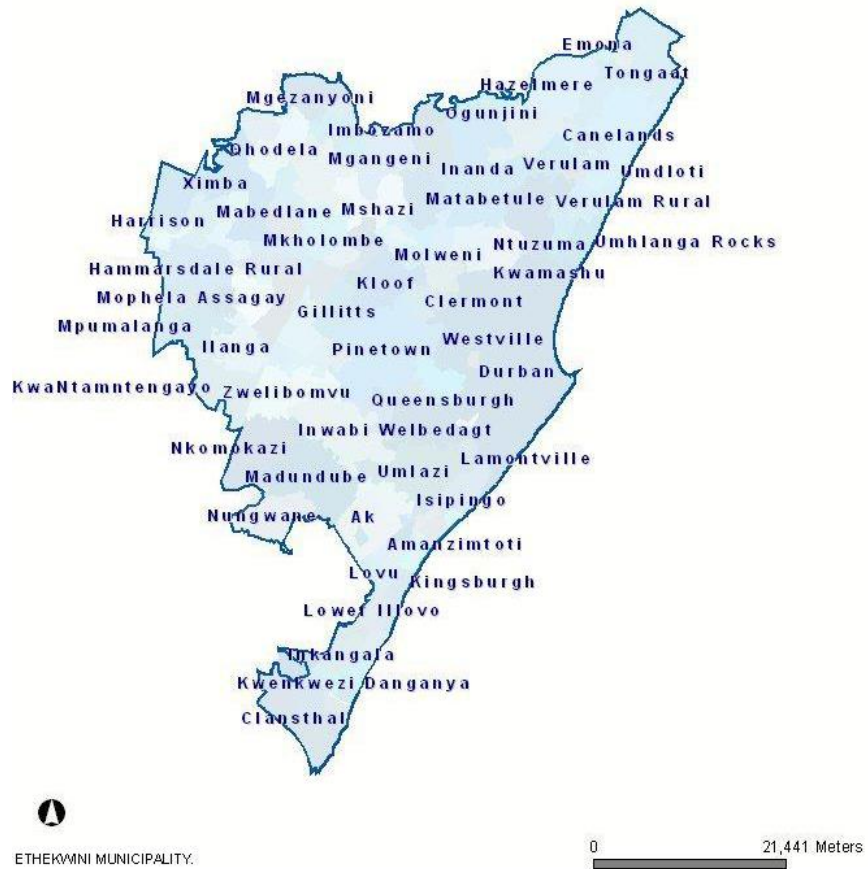 Emona
Tongaat
Hazelmere
Mgezanyoni
Ogunjini
Imbozamo
Canelands
Qhodela
Mgangeni
Inanda
Verulam
Umdloti
Ximba
Matabetule
Verulam Rural
Mabedlane
Mshazi
Harrison
Mkholombe
Ntuzuma
Umhlanga Rocks
Molweni
Hammarsdale Rural
Kwamashu
Kloof
Mophela
Assagay
Clermont
Gillitts
Mpumalanga
Westville
Ilanga
Pinetown
Durban
KwaNtamntengayo
Zwelibomvu
Queensburgh
Inwabi
Welbedagt
Nkomokazi
Lamontville
Madundube
Umlazi
Isipingo
Nungwane
Ak
Amanzimtoti
Lovu
Kingsburgh
Lower Illovo
Inkangala
Kwenkwezi
Danganya
Clansthal
ETHEKWINI MUNICIPALITY.
0
21,441 Meters